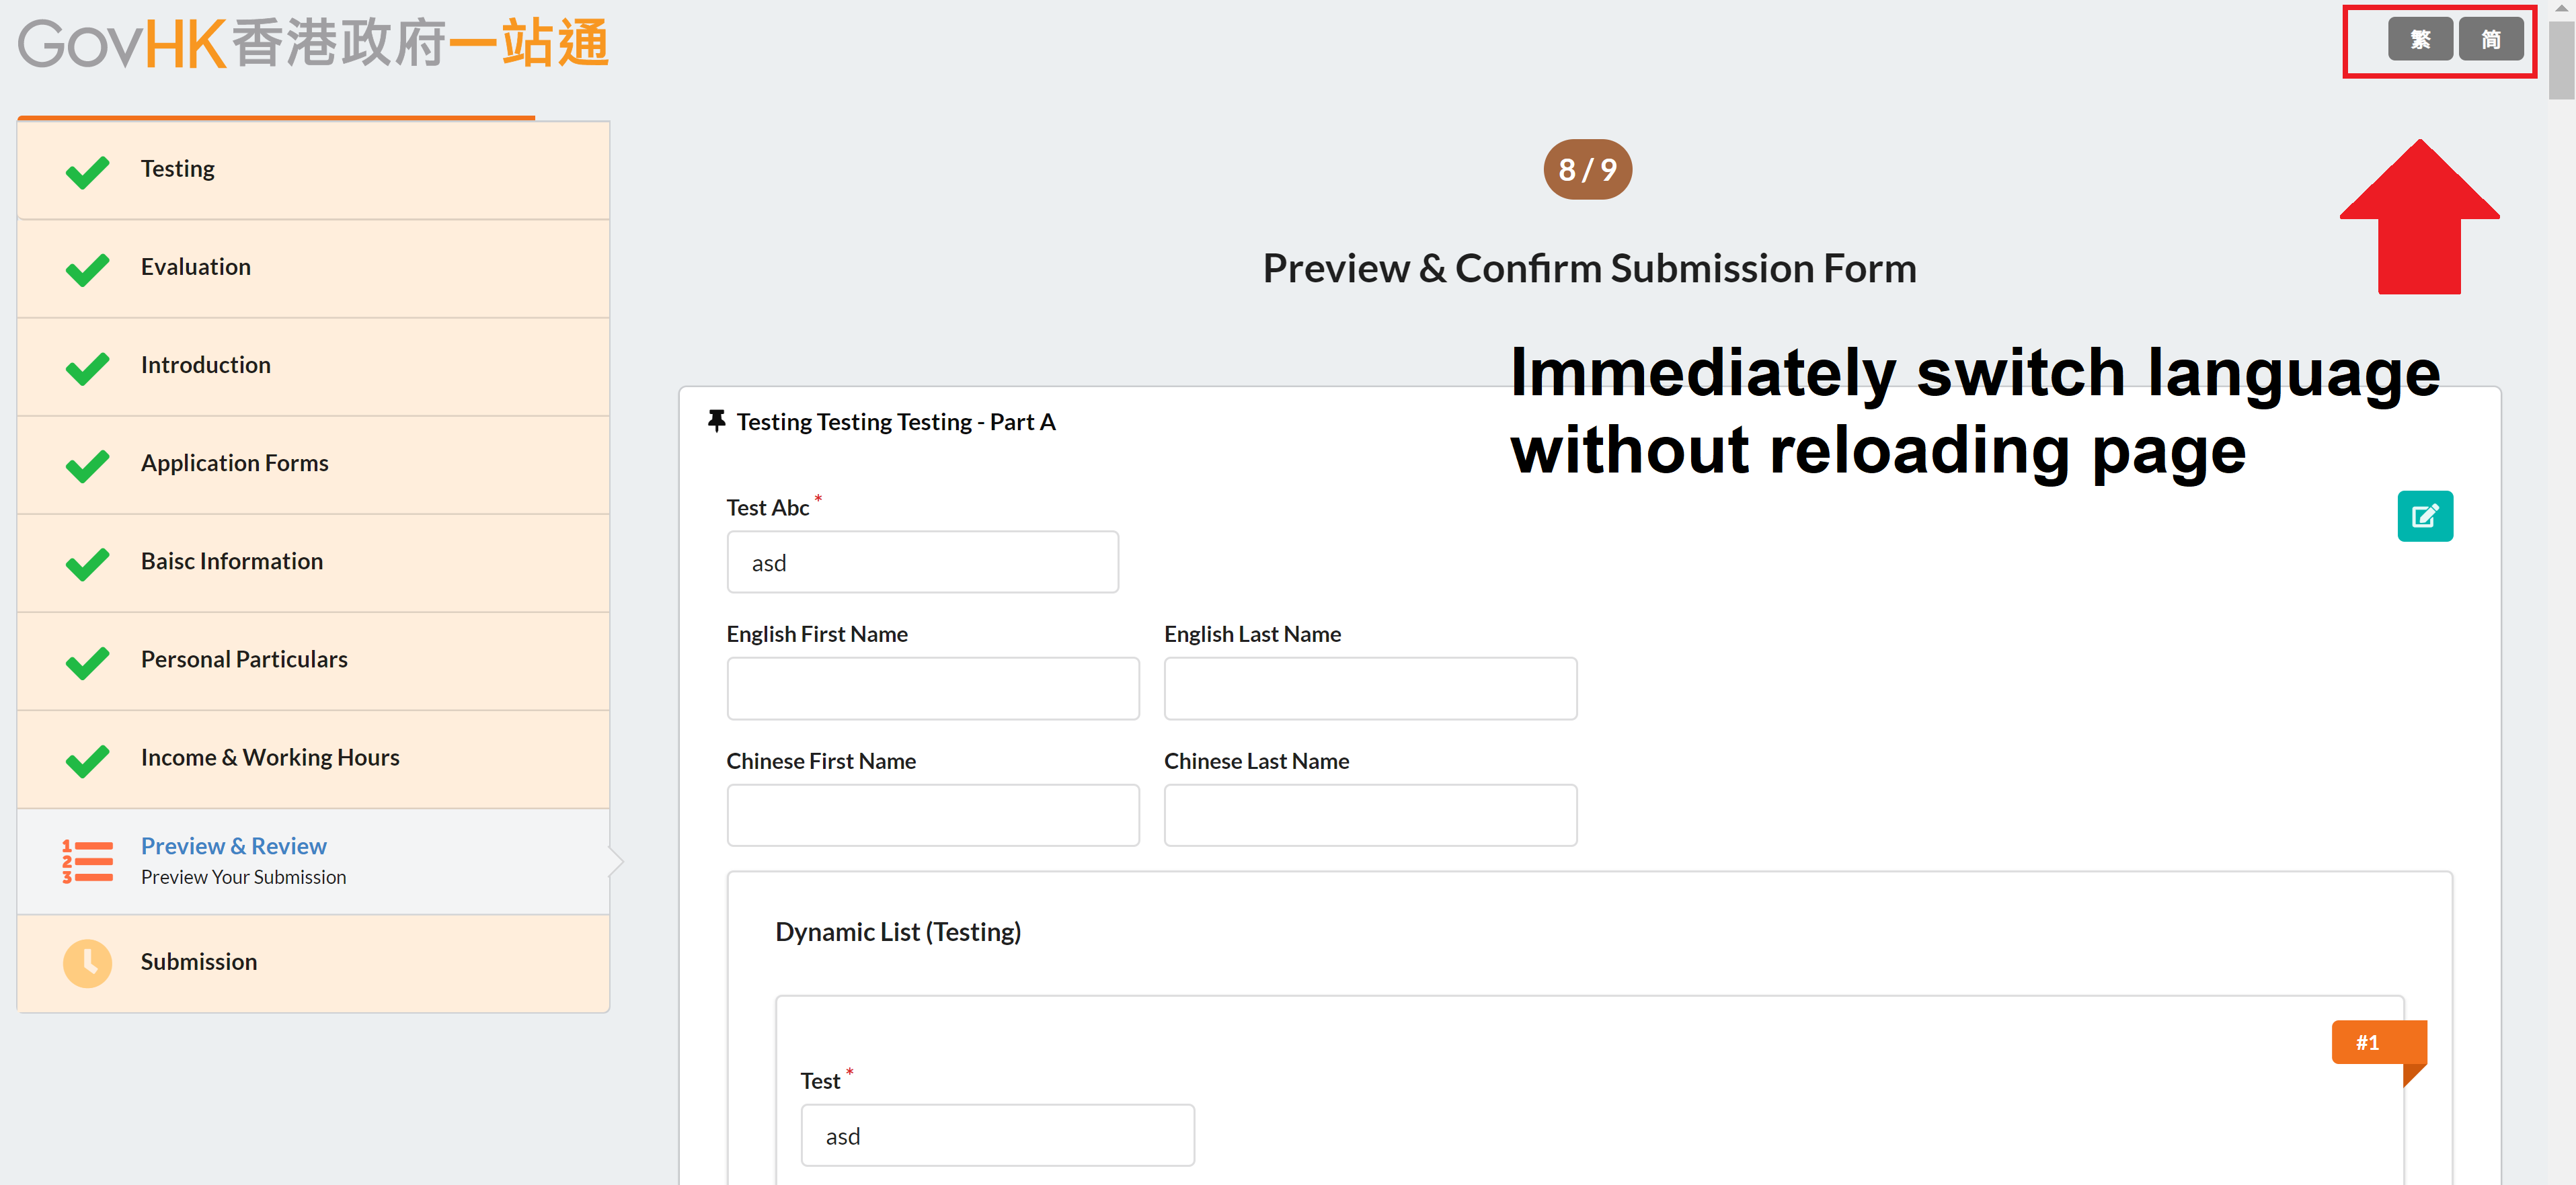 GovHK香港政府一站通
繁 简
Testing
Evaluation
Introduction
Application Forms
Baisc Information
Personal Particulars
Income & Working Hours
1
2
3
Preview & Review
Preview Your Submission
Submission
8 / 9
Preview & Confirm Submission Form
Immediately switch language
without reloading page
Testing Testing Testing - Part A
Test Abc *
asd
English First Name English Last Name
Chinese First Name Chinese Last Name
Dynamic List (Testing)
#1
Test *
asd